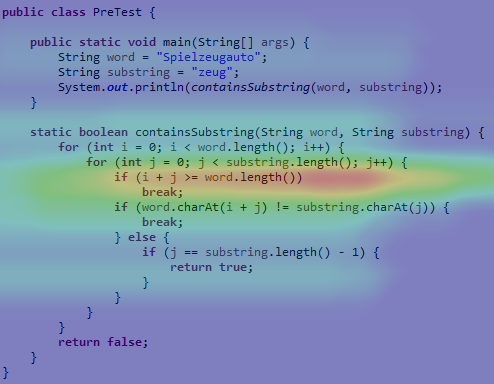 public class PreTest {
public static void main(String[] args) {
String word = "Spielzeugauto";
String substring = "zeug";
System.out.println(containsSubstring(word, substring));
}
static boolean containsSubstring(String word, String substring) {
for (int i = 0; i < word.length(); i++) {
for (int j = 0; j < substring.length(); j++) {
if (i + j >= word.length())
break;
if (word.charAt(i + j) != substring.charAt(j)) {
break;
} else {
if (j == substring.length() - 1) {
return true;
}
}
}
}
return false;
}
}